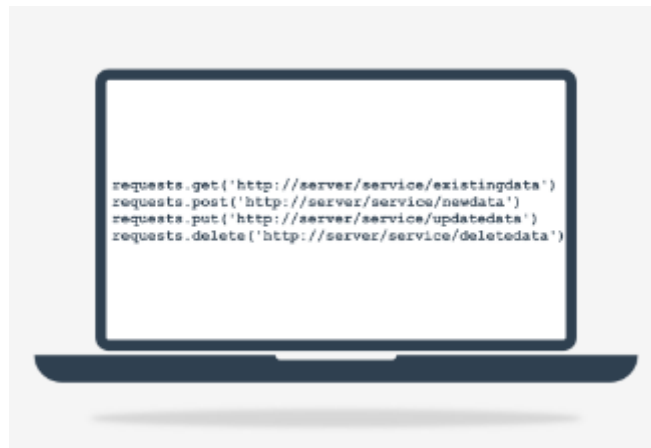 requests.get('http://server/service/existingdata')
requests.post('http://server/service/newdata')
requests.put('http://server/service/updatedata')
requests.delete('http://server/service/deletedata')